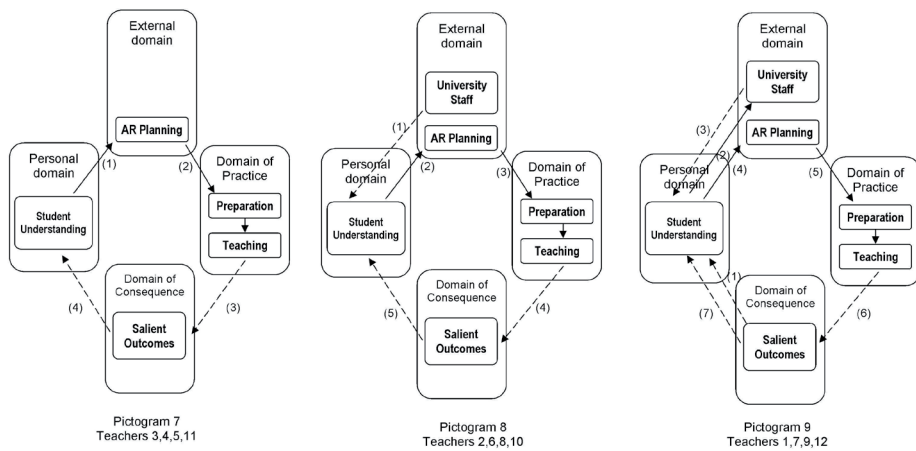 External
domain
AR Planning
(1)
(2)
Personal
domain
Student
Understanding
Domain of
Practice
Preparation
Teaching
(4)
(3)
Domain of
Consequence
Salient
Outcomes
Pictogram 7
Teachers 3,4,5,11
External
domain
University
Staff
(1)
AR Planning
(2)
(3)
Personal domain
Student
Understanding
Domain of
Practice
Preparation
Teaching
(5)
(4)
Domain of
Consequence
Salient
Outcomes
Pictogram 8
Teachers 2,6,8,10
External
domain
University
Staff
(3)
AR Planning
(2)
(4)
(5)
Personal
domain
Student
Understanding
Domain of
Practice
Preparation
Teaching
(1)
(7)
(6)
Domain of
Consequence
Salient
Outcomes
Pictogram 9
Teachers 1,7,9,12